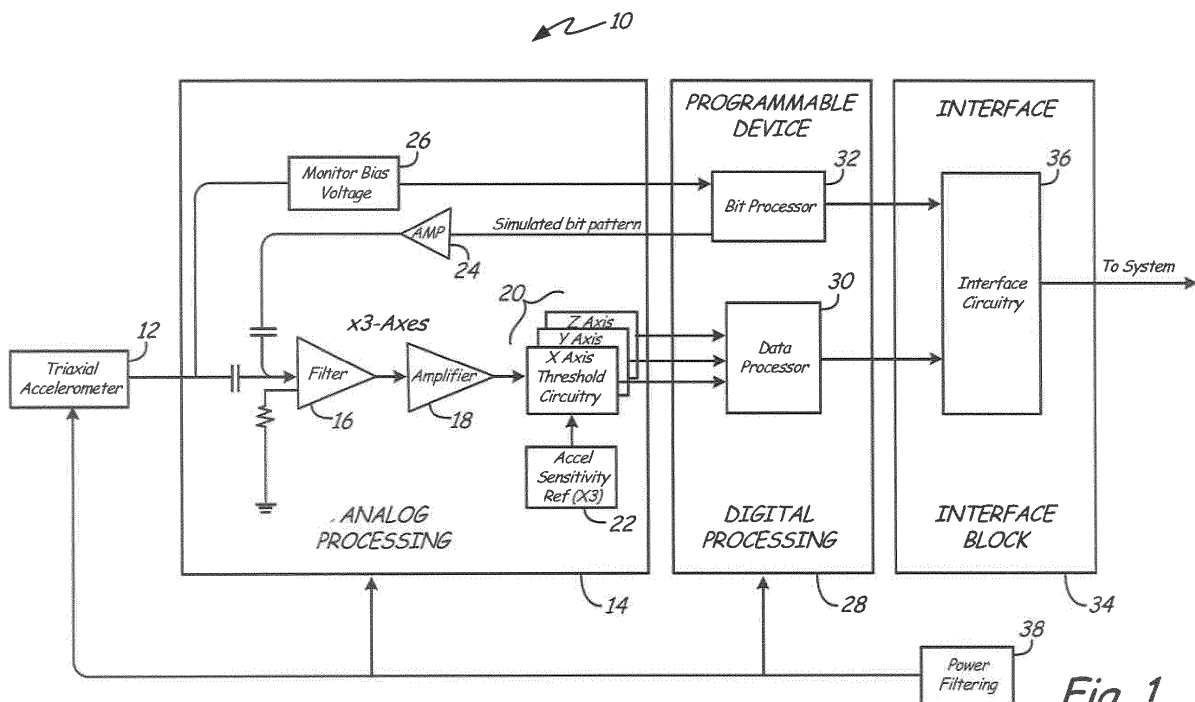 10
PROGRAMMABLE
DEVICE
INTERFACE
26
Monitor Bias
Voltage
32
Bit Processor
36
AMP
24
Simulated bit pattern
Interface
Circuitry
To System
20
x3-Axes
Z Axis
Y Axis
X Axis
Threshold
Circuitry
30
Data
Processor
12
Triaxial
Accelerometer
Filter
16
Amplifier
18
Accel
Sensitivity
Ref (X3)
22
ANALOG
PROCESSING
14
DIGITAL
PROCESSING
28
INTERFACE
BLOCK
34
38
Power
Filtering
Fig. 1